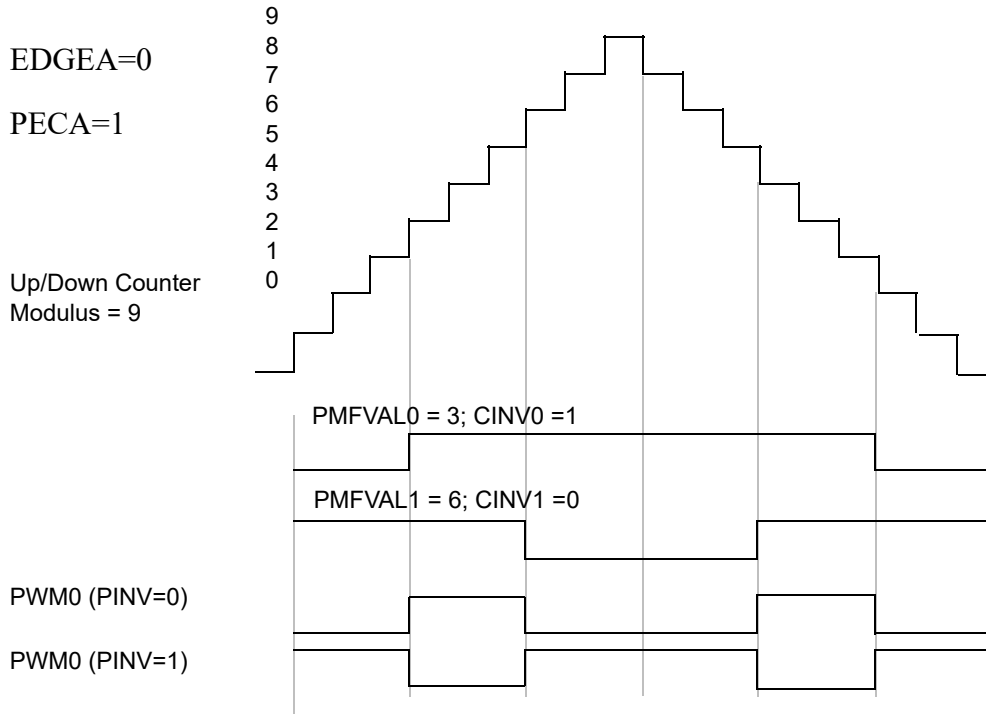 9
EDGEA=0
8
7
PECA=1
6
5
4
3
2
1
Up/Down Counter
0
Modulus = 9
PMFVAL0 = 3; CINV0 =1
PMFVAL1 = 6; CINV1 =0
PWM0 (PINV=0)
PWM0 (PINV=1)